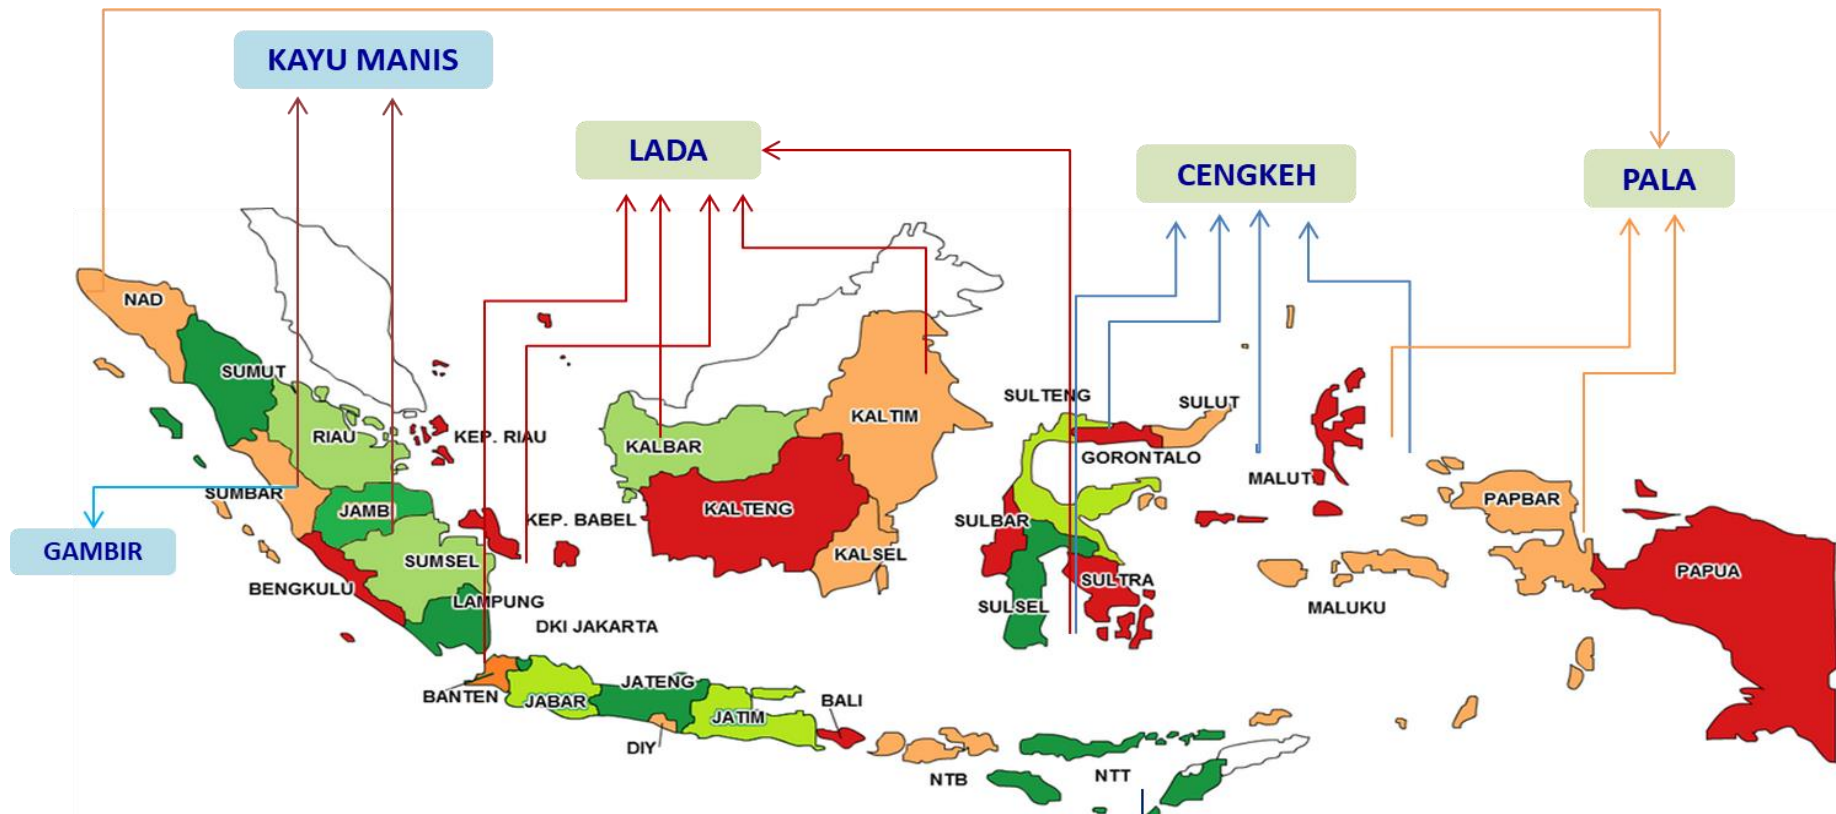 KAYU MANIS
LADA
CENGKEH
PALA
NAD
SUMUT
RIAU
KEP. RIAU
SUMBAR
JAMBI
GAMBIR
KEP. BABEL
SUMSEL
BENGKULU
LAMPUNG
DKI JAKARTA
KALBAR
KALTIM
KALTENG
KALSEL
SULTENG
SULUT
GORONTALO
SULBAR
SULTRA
SULSEL
MALUT
MALUKU
PAPBAR
PAPUA
BANTEN
JABAR
JATENG
DIY
JATIM
BALI
NTB
NTT